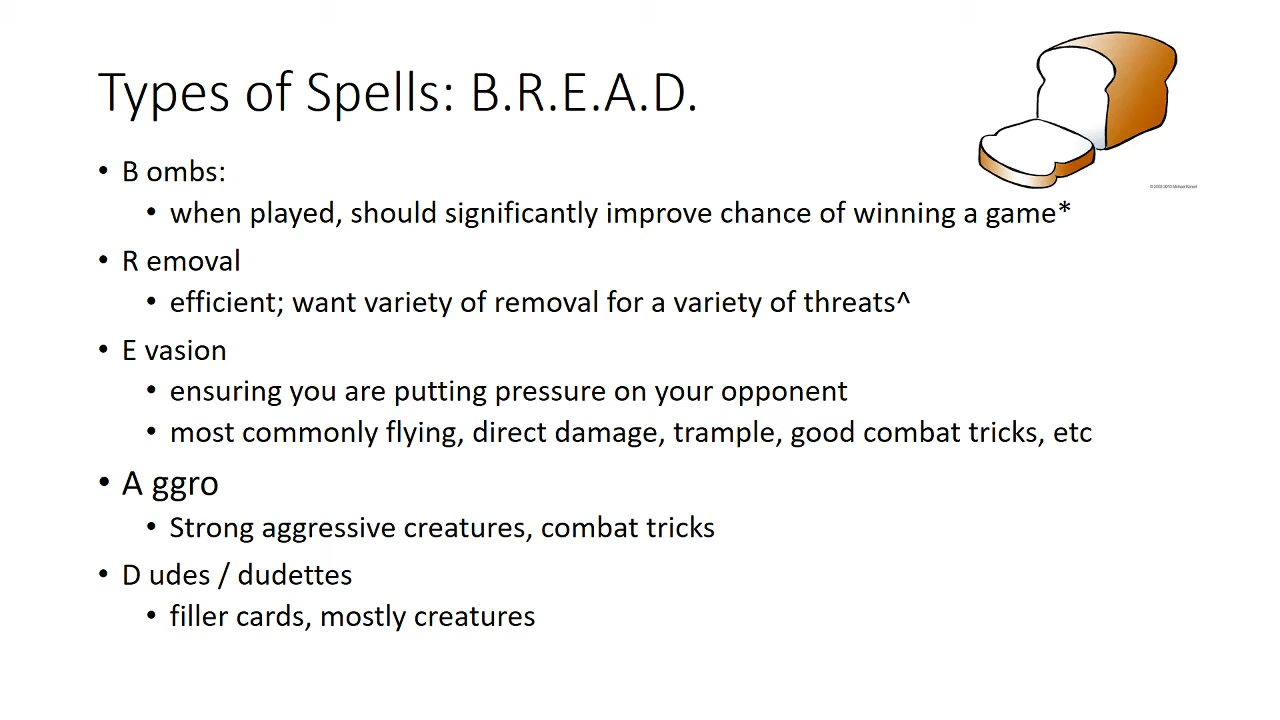 Types of Spells: B.R.E.A.D.
• B ombs:
• when played, should significantly improve chance of winning a game*
• R emoval
• efficient; want variety of removal for a variety of threats^
• E vasion
• ensuring you are putting pressure on your opponent
• most commonly flying, direct damage, trample, good combat tricks, etc
• A ggro
• Strong aggressive creatures, combat tricks
• D udes / dudettes
• filler cards, mostly creatures